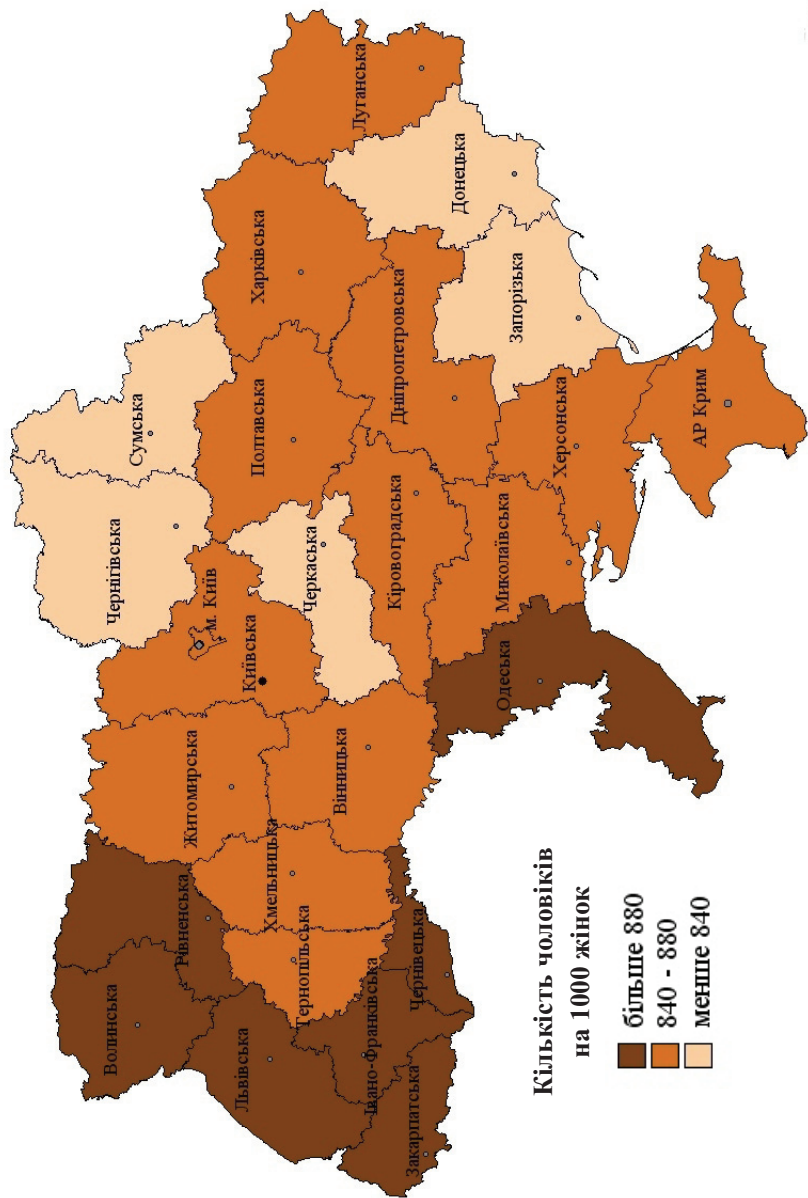 Волинська
Рівненська
Житомирська
Київська
м. Київ
Чернігівська
Сумська
Львівська
Тернопільська
Хмельницька
Вінницька
Черкаська
Полтавська
Харківська
Луганська
Закарпатська
Івано-Франківська
Чернівецька
Кіровоградська
Дніпропетровська
Донецька
Одеська
Миколаївська
Херсонська
Запорізька
АР Крим
Кількість чоловіків
на 1000 жінок
більше 880
840 - 880
менше 840